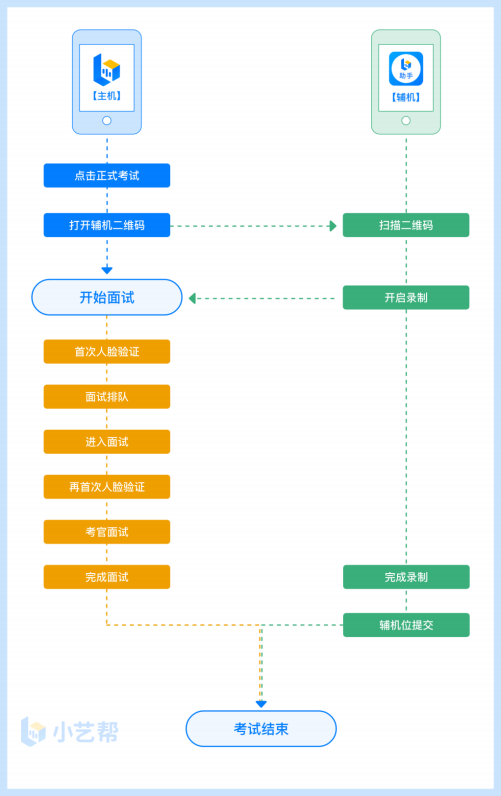 【主机】
助手
【辅机】
点击正式考试
打开辅机二维码
扫描二维码
开始面试
开启录制
首次人脸验证
面试排队
进入面试
再首次人脸验证
考官面试
完成面试
完成录制
辅机位提交
考试结束
小艺帮